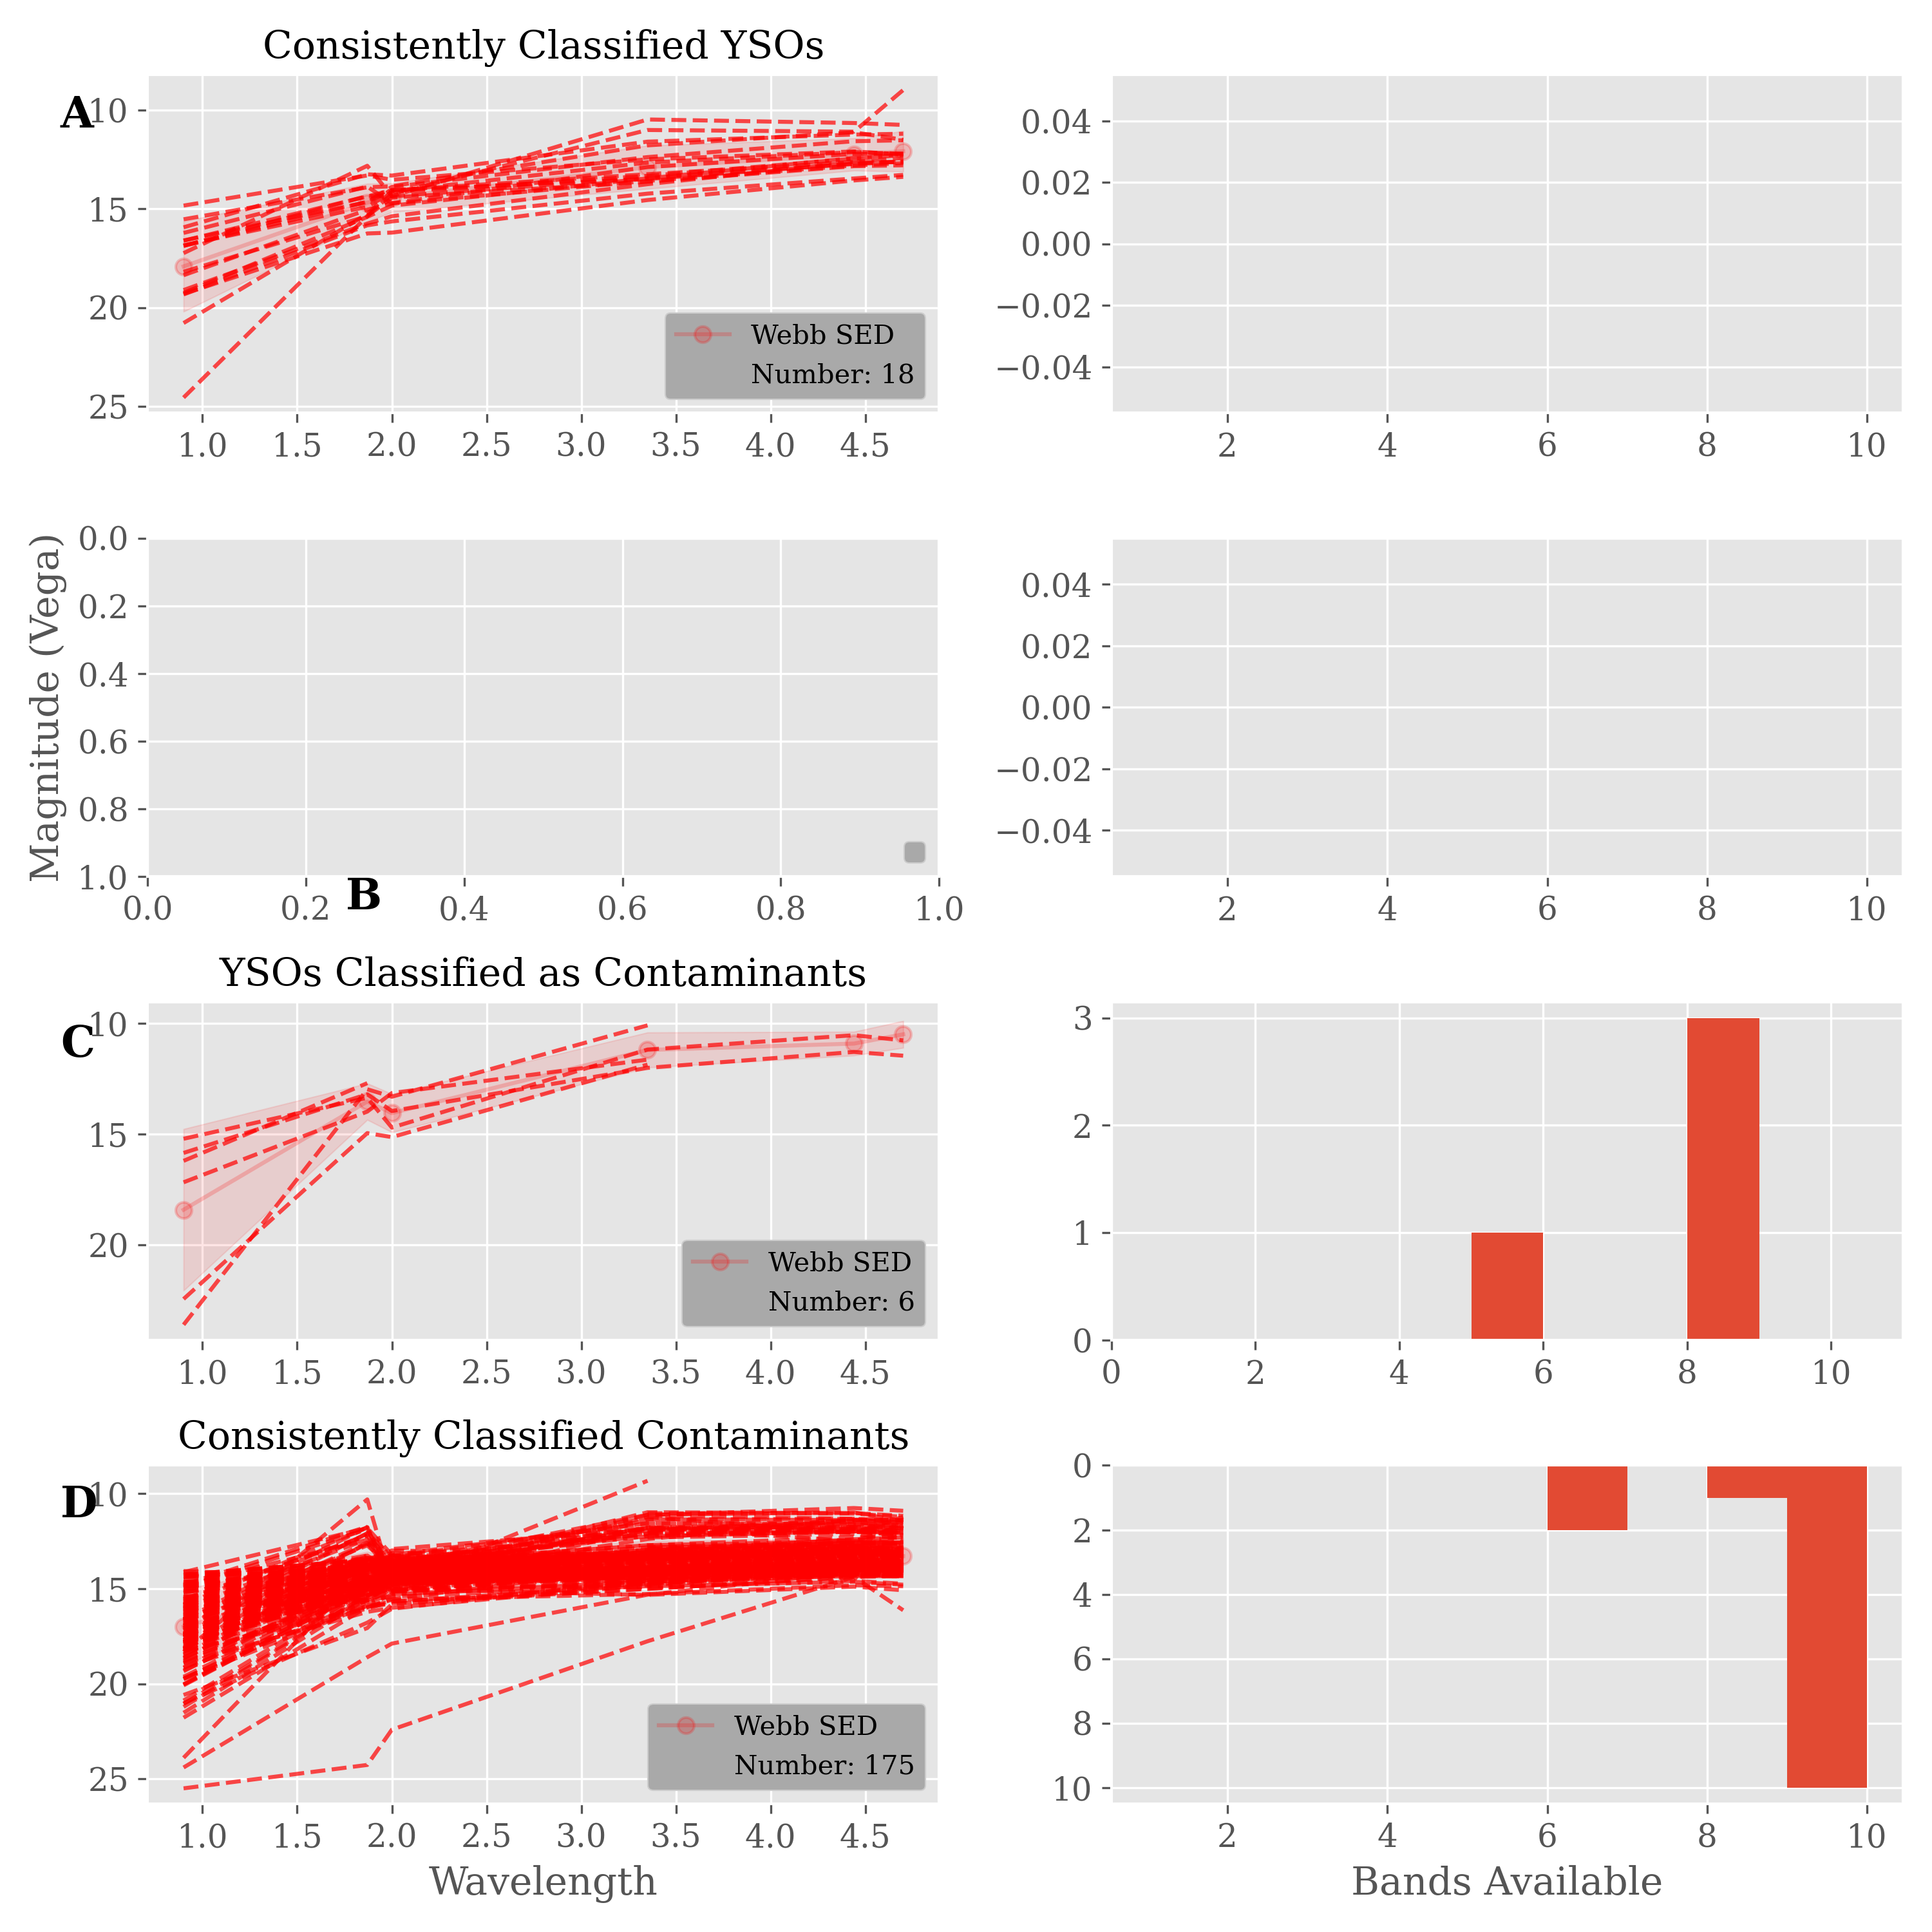 Consistently Classified YSOs
A
10
15
20
25
Webb SED
Number: 18
1.0 1.5 2.0 2.5 3.0 3.5 4.0 4.5
0.04
0.02
0.00
−0.02
−0.04
2 4 6 8 10
Magnitude (Vega)
0.0
0.2
0.4
0.6
0.8
1.0
0.0 0.2 0.4 0.6 0.8 1.0
B
0.04
0.02
0.00
−0.02
−0.04
2 4 6 8 10
YSOs Classified as Contaminants
C
10
15
20
Webb SED
Number: 6
1.0 1.5 2.0 2.5 3.0 3.5 4.0 4.5
3
2
1
0
0 2 4 6 8 10
Consistently Classified Contaminants
D
10
15
20
25
Webb SED
Number: 175
1.0 1.5 2.0 2.5 3.0 3.5 4.0 4.5
Wavelength
0
2
4
6
8
10
2 4 6 8 10
Bands Available